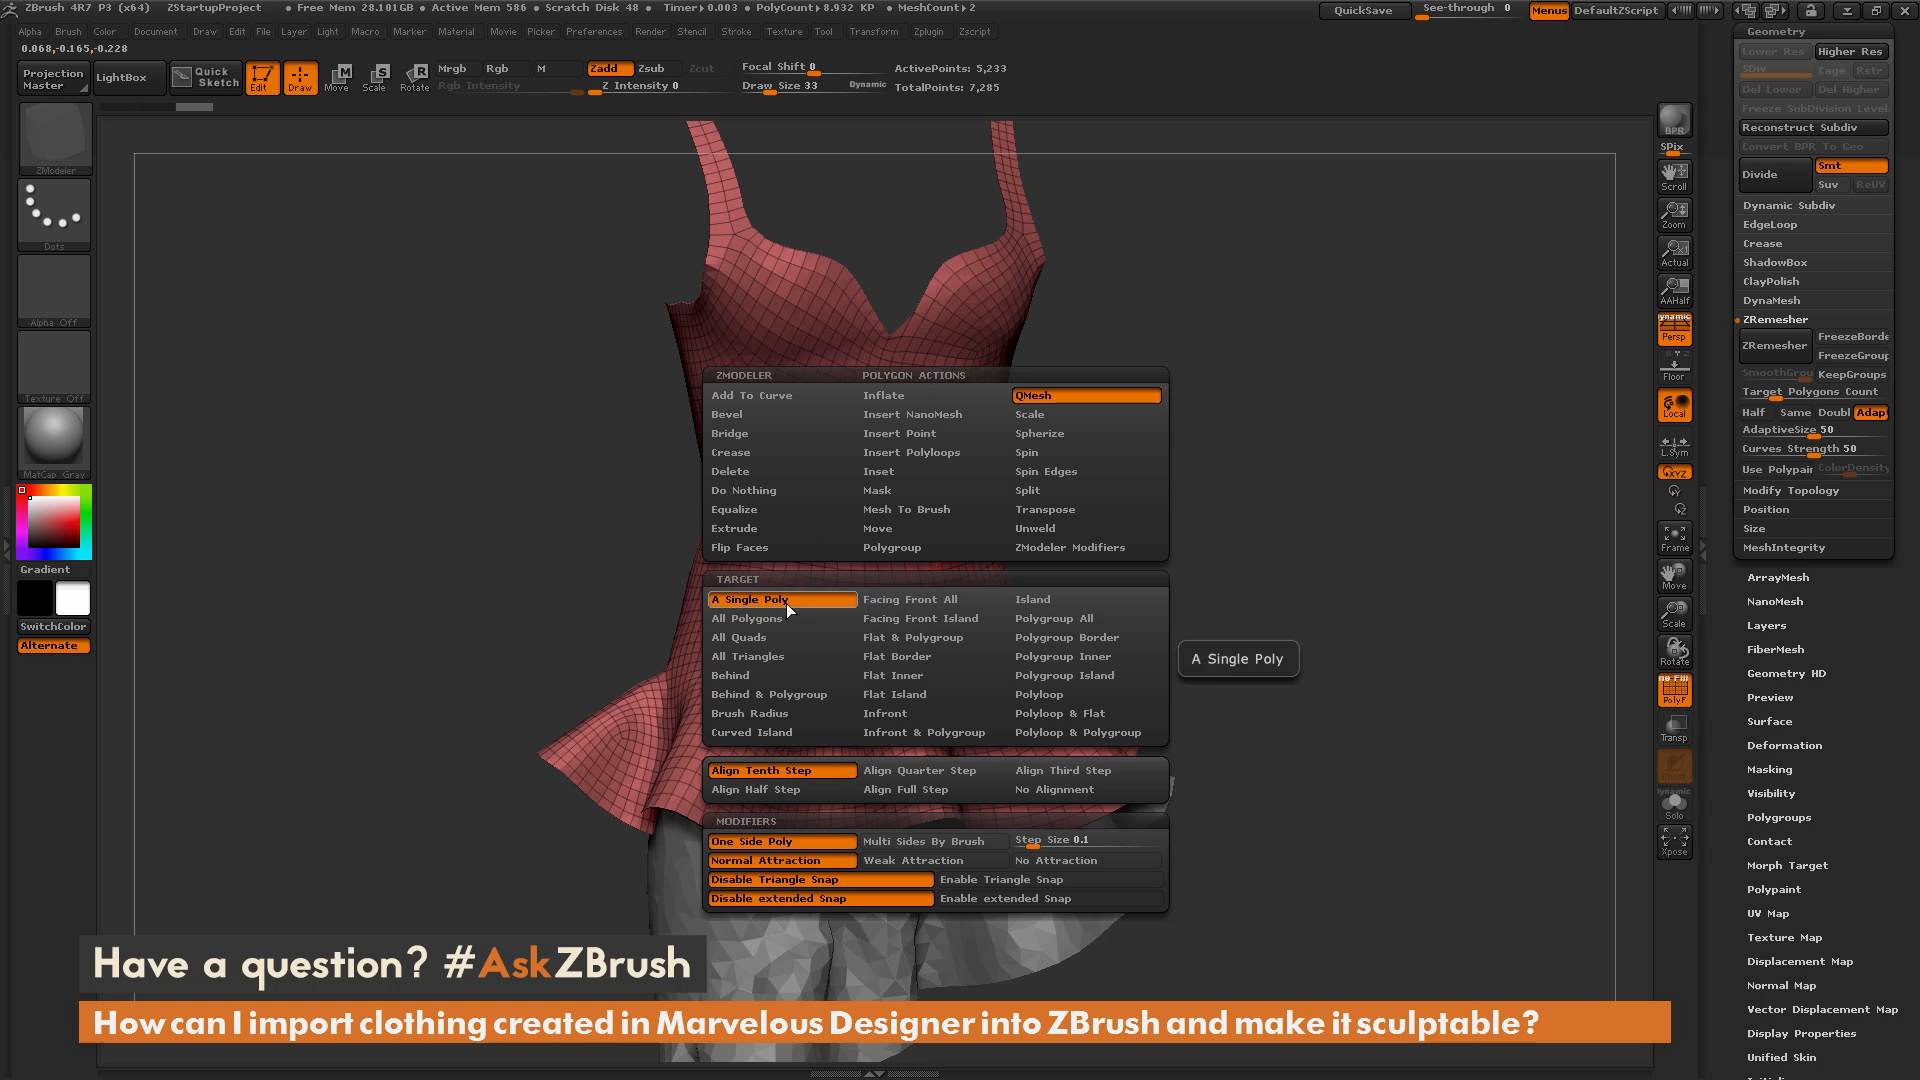 ZBrush 4R7 P3 (x64) ZStartupProject • Free Mem 28.101GB • Active Mem 586 • Scratch Disk 48 • Timer▸0.003 • PolyCount▸8.932 KP • MeshCount▸2 QuickSave See-through 0 Menus DefaultZScript
Alpha Brush Color Document Draw Edit File Layer Light Macro Marker Material Movie Picker Preferences Render Stencil Stroke Texture Tool Transform Zplugin Zscript
0.068,-0.165,-0.228
Projection Master
LightBox
Quick Sketch
Edit
Draw
Move
Scale
Rotate
Mrgb Rgb M
Rgb Intensity
Zadd Zsub Zcut
Z Intensity 0
Focal Shift 0
Draw Size 33 Dynamic
ActivePoints: 5,233
TotalPoints: 7,285
ZModeler
Dots
Alpha Off
Texture Off
MatCap Gray
Gradient
SwitchColor
Alternate
ZMODELER POLYGON ACTIONS
Add To Curve Inflate QMesh
Bevel Insert NanoMesh Scale
Bridge Insert Point Spherize
Crease Insert Polyloops Spin
Delete Inset Spin Edges
Do Nothing Mask Split
Equalize Mesh To Brush Transpose
Extrude Move Unweld
Flip Faces Polygroup ZModeler Modifiers
TARGET
A Single Poly Facing Front All Island
All Polygons Facing Front Island Polygroup All
All Quads Flat & Polygroup Polygroup Border
All Triangles Flat Border Polygroup Inner
Behind Flat Inner Polygroup Island
Behind & Polygroup Flat Island Polyloop
Brush Radius Infront Polyloop & Flat
Curved Island Infront & Polygroup Polyloop & Polygroup
Align Tenth Step Align Quarter Step Align Third Step
Align Half Step Align Full Step No Alignment
MODIFIERS
One Side Poly Multi Sides By Brush Step Size 0.1
Normal Attraction Weak Attraction No Attraction
Disable Triangle Snap Enable Triangle Snap
Disable extended Snap Enable extended Snap
A Single Poly
BPR
SPix
Scroll
Zoom
Actual
AAHalf
Persp
Floor
Local
L.Sym
XYZ
Frame
Move
Scale
Rotate
PolyF
Transp
Dynamic
Solo
Xpose
Geometry
Lower Res Higher Res
SDiv Cage Rstr
Del Lower Del Higher
Freeze SubDivision Level
Reconstruct Subdiv
Convert BPR To Geo
Divide Smt
Suv ReUV
Dynamic Subdiv
EdgeLoop
Crease
ShadowBox
ClayPolish
DynaMesh
ZRemesher
ZRemesher FreezeBorde
FreezeGroup
SmoothGrou KeepGroups
Target Polygons Count
Half Same Doubl Adapt
AdaptiveSize 50
Curves Strength 50
Use Polypain ColorDensity
Modify Topology
Position
Size
MeshIntegrity
ArrayMesh
NanoMesh
Layers
FiberMesh
Geometry HD
Preview
Surface
Deformation
Masking
Visibility
Polygroups
Contact
Morph Target
Polypaint
UV Map
Texture Map
Displacement Map
Normal Map
Vector Displacement Map
Display Properties
Unified Skin
Have a question? #AskZBrush
How can I import clothing created in Marvelous Designer into ZBrush and make it sculptable?